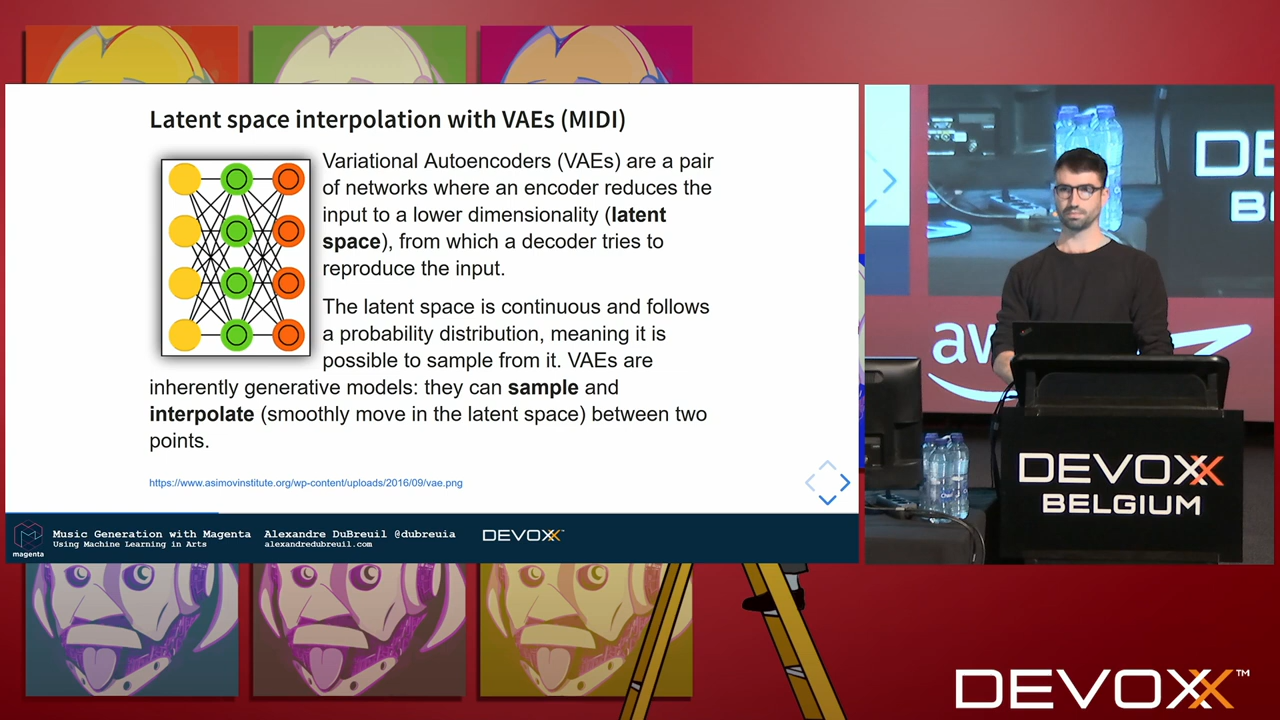 Latent space interpolation with VAEs (MIDI)
Variational Autoencoders (VAEs) are a pair
of networks where an encoder reduces the
input to a lower dimensionality (latent
space), from which a decoder tries to
reproduce the input.
The latent space is continuous and follows
a probability distribution, meaning it is
possible to sample from it. VAEs are
inherently generative models: they can sample and
interpolate (smoothly move in the latent space) between two
points.
https://www.asimovinstitute.org/wp-content/uploads/2016/09/vae.png
magenta
Music Generation with Magenta
Using Machine Learning in Arts
Alexandre DuBreuil @dubreuia
alexandredubreuil.com
DEVOXX™
DE
B
aw
DEVOXX
BELGIUM
DEVOXX™